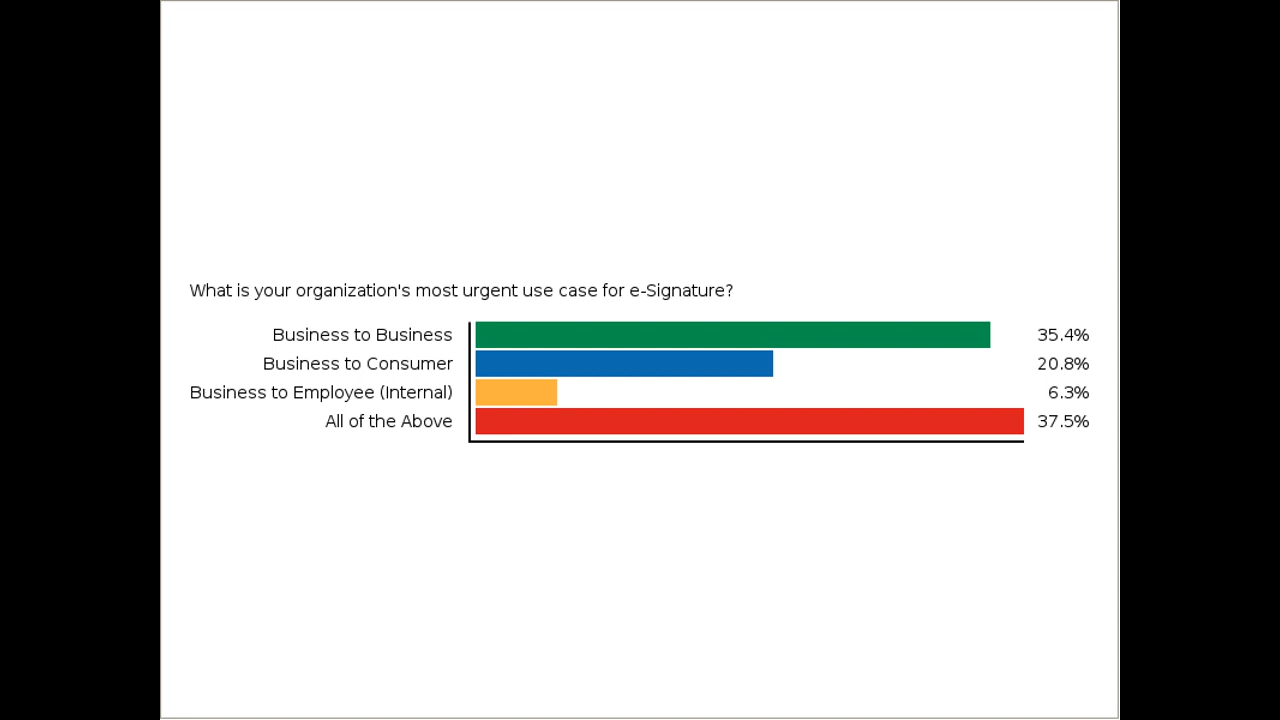 What is your organization's most urgent use case for e-Signature?
Business to Business 35.4%
Business to Consumer 20.8%
Business to Employee (Internal) 6.3%
All of the Above 37.5%